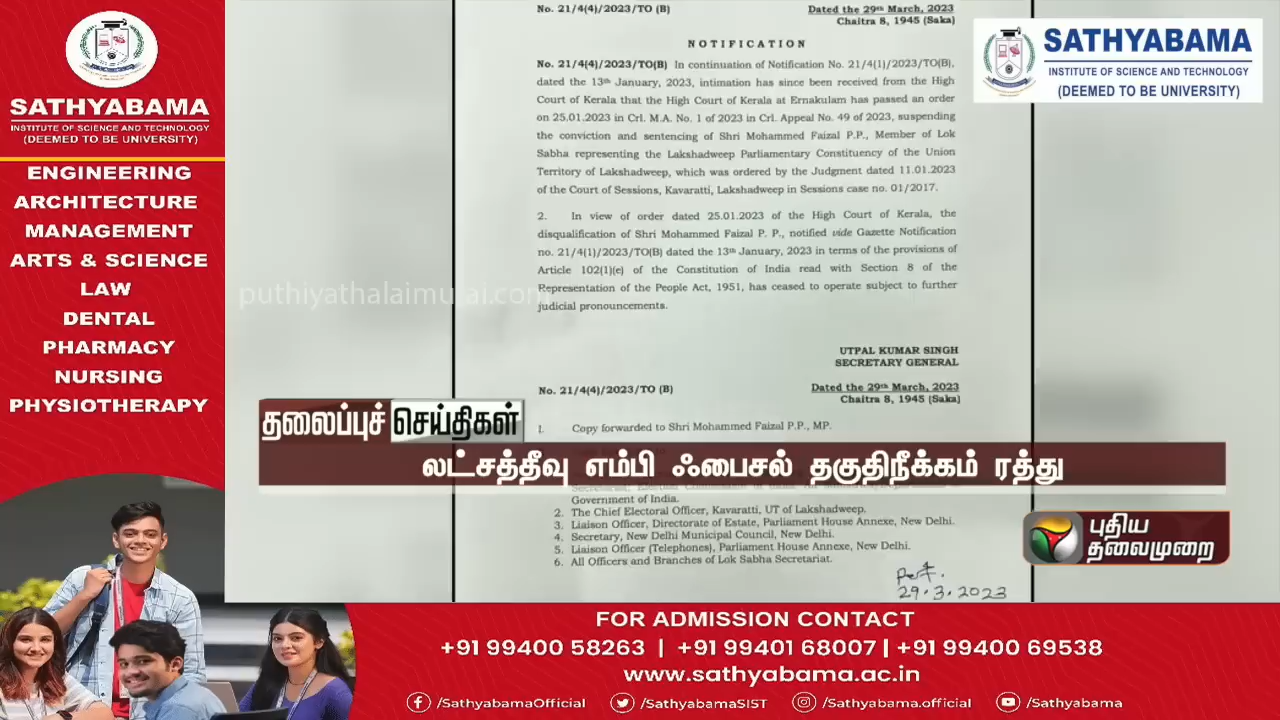 SATHYABAMA
INSTITUTE OF SCIENCE AND TECHNOLOGY
(DEEMED TO BE UNIVERSITY)
ENGINEERING
ARCHITECTURE
MANAGEMENT
ARTS & SCIENCE
LAW
DENTAL
PHARMACY
NURSING
PHYSIOTHERAPY
No. 21/4(4)/2023/TO (B)
Dated the 29th March, 2023
Chaitra 8, 1945 (Saka)
NOTIFICATION
No. 21/4(4)/2023/TO(B) In continuation of Notification No. 21/4(1)/2023/TO(B),
dated the 13th January, 2023, intimation has since been received from the High
Court of Kerala that the High Court of Kerala at Ernakulam has passed an order
on 25.01.2023 in Crl. M.A. No. 1 of 2023 in Crl. Appeal No. 49 of 2023, suspending
the conviction and sentencing of Shri Mohammed Faizal P.P., Member of Lok
Sabha representing the Lakshadweep Parliamentary Constituency of the Union
Territory of Lakshadweep, which was ordered by the Judgment dated 11.01.2023
of the Court of Sessions, Kavaratti, Lakshadweep in Sessions case no. 01/2017.
2. In view of order dated 25.01.2023 of the High Court of Kerala, the
disqualification of Shri Mohammed Faizal P. P., notified vide Gazette Notification
no. 21/4(1)/2023/TO(B) dated the 13th January, 2023 in terms of the provisions of
Article 102(1)(e) of the Constitution of India read with Section 8 of the
Representation of the People Act, 1951, has ceased to operate subject to further
judicial pronouncements.
puthiyathalaimurai.com
UTPAL KUMAR SINGH
SECRETARY GENERAL
No. 21/4(4)/2023/TO (B)
Dated the 29th March, 2023
Chaitra 8, 1945 (Saka)
1. Copy forwarded to Shri Mohammed Faizal P.P., MP.
தலைப்புச் செய்திகள்
லட்சத்தீவு எம்பி ஃபைசல் தகுதிநீக்கம் ரத்து
Government of India.
2. The Chief Electoral Officer, Kavaratti, UT of Lakshadweep.
3. Liaison Officer, Directorate of Estate, Parliament House Annexe, New Delhi.
4. Secretary, New Delhi Municipal Council, New Delhi.
5. Liaison Officer (Telephones), Parliament House Annexe, New Delhi.
6. All Officers and Branches of Lok Sabha Secretariat.
29.3.2023
SATHYABAMA
INSTITUTE OF SCIENCE AND TECHNOLOGY
(DEEMED TO BE UNIVERSITY)
புதிய
தலைமுறை
FOR ADMISSION CONTACT
+91 99400 58263 | +91 99401 68007 | +91 99400 69538
www.sathyabama.ac.in
/SathyabamaOfficial /SathyabamaSIST /Sathyabama.official /Sathyabama